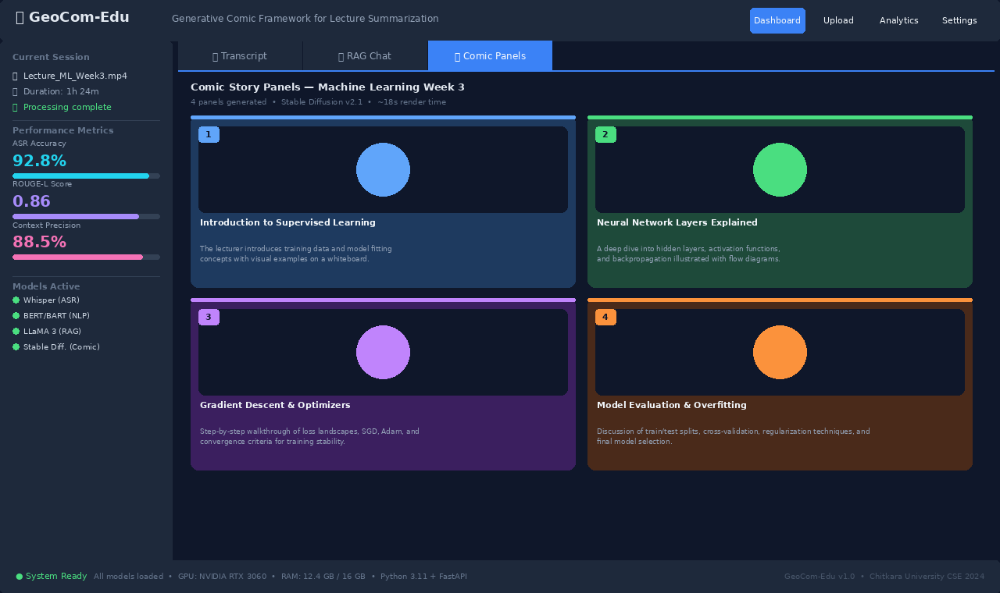 GeoCom-Edu
Generative Comic Framework for Lecture Summarization
Dashboard
Upload
Analytics
Settings
Current Session
Lecture_ML_Week3.mp4
Duration: 1h 24m
Processing complete
Performance Metrics
ASR Accuracy
92.8%
ROUGE-L Score
0.86
Context Precision
88.5%
Models Active
Whisper (ASR)
BERT/BART (NLP)
LLaMA 3 (RAG)
Stable Diff. (Comic)
Transcript
RAG Chat
Comic Panels
Comic Story Panels — Machine Learning Week 3
4 panels generated • Stable Diffusion v2.1 • ~18s render time
1
Introduction to Supervised Learning
The lecturer introduces training data and model fitting
concepts with visual examples on a whiteboard.
2
Neural Network Layers Explained
A deep dive into hidden layers, activation functions,
and backpropagation illustrated with flow diagrams.
3
Gradient Descent & Optimizers
Step-by-step walkthrough of loss landscapes, SGD, Adam, and
convergence criteria for training stability.
4
Model Evaluation & Overfitting
Discussion of train/test splits, cross-validation, regularization techniques, and
final model selection.
● System Ready
All models loaded • GPU: NVIDIA RTX 3060 • RAM: 12.4 GB / 16 GB • Python 3.11 + FastAPI
GeoCom-Edu v1.0 • Chitkara University CSE 2024